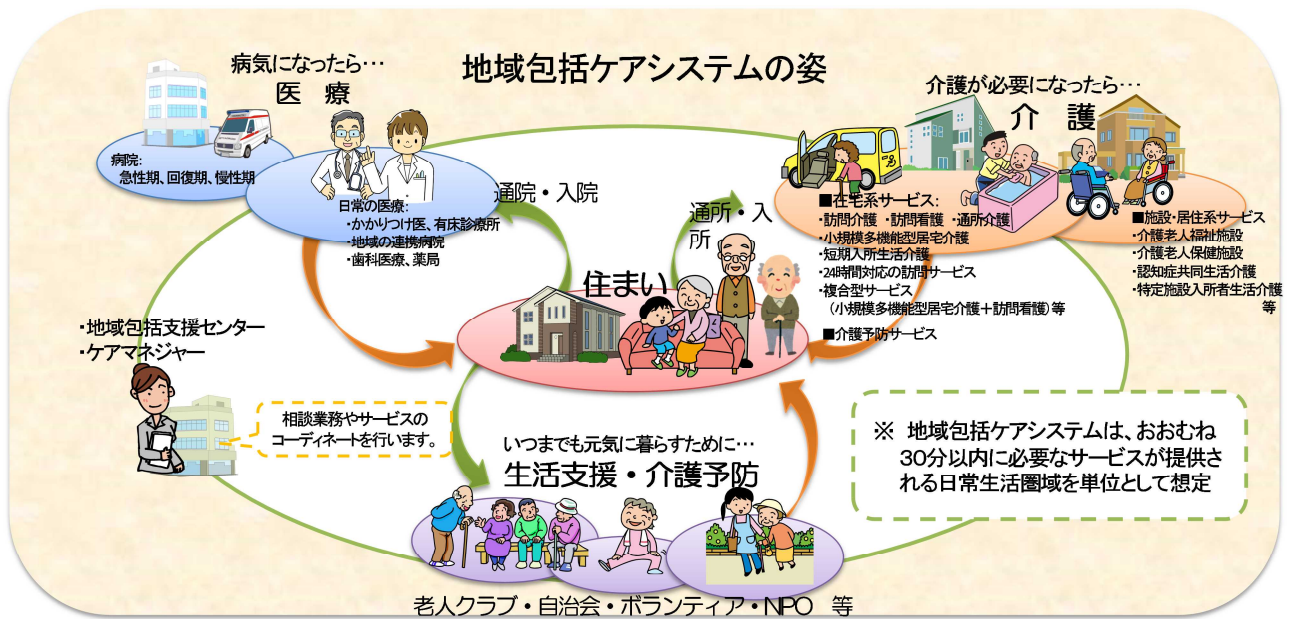 地域包括ケアシステムの姿
病気になったら…
医 療
病院:
急性期、回復期、慢性期
日常の医療:
・かかりつけ医、有床診療所
・地域の連携病院
・歯科医療、薬局
通院・入院
通所・入
所
介護が必要になったら…
介 護
■在宅系サービス:
・訪問介護 ・訪問看護 ・通所介護
・小規模多機能型居宅介護
・短期入所生活介護
・24時間対応の訪問サービス
・複合型サービス
(小規模多機能型居宅介護+訪問看護)等
■介護予防サービス
■施設・居住系サービス
・介護老人福祉施設
・介護老人保健施設
・認知症共同生活介護
・特定施設入所者生活介護
等
住まい
・地域包括支援センター
・ケアマネジャー
相談業務やサービスの
コーディネートを行います。
いつまでも元気に暮らすために…
生活支援・介護予防
老人クラブ・自治会・ボランティア・NPO 等
※ 地域包括ケアシステムは、おおむね
30分以内に必要なサービスが提供さ
れる日常生活圏域を単位として想定